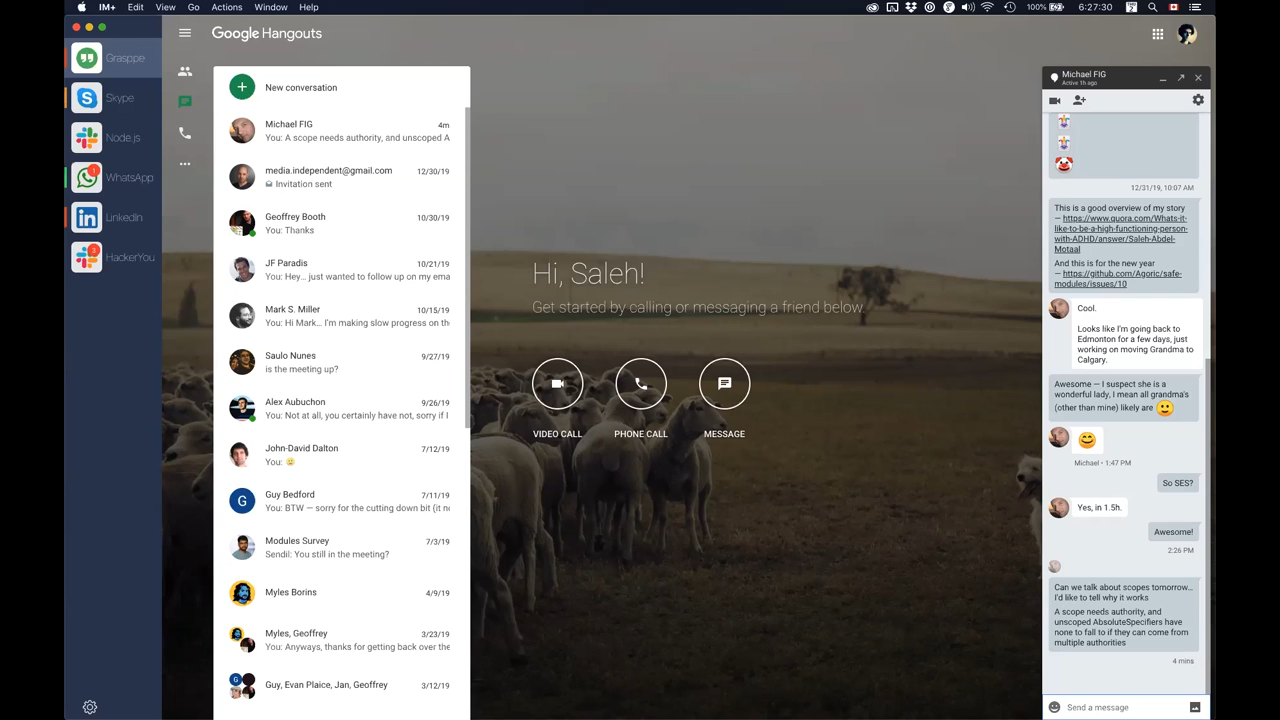 IM+ Edit View Go Actions Window Help
100% 6:27:30
Grasppe
Skype
Node.js
WhatsApp
1
LinkedIn
HackerYou
3
Google Hangouts
New conversation
Michael FIG 4m
You: A scope needs authority, and unscoped A
media.independent@gmail.com 12/30/19
Invitation sent
Geoffrey Booth 10/30/19
You: Thanks
JF Paradis 10/21/19
You: Hey… just wanted to follow up on my ema
Mark S. Miller 10/15/19
You: Hi Mark… I'm making slow progress on th
Saulo Nunes 9/27/19
is the meeting up?
Alex Aubuchon 9/26/19
You: Not at all, you certainly have not, sorry if I
John-David Dalton 7/12/19
You: 🙂
G
Guy Bedford 7/11/19
You: BTW — sorry for the cutting down bit (it n
Modules Survey 7/3/19
Sendil: You still in the meeting?
Myles Borins 4/9/19
Myles, Geoffrey 3/23/19
You: Anyways, thanks for getting back over the
G
Guy, Evan Plaice, Jan, Geoffrey 3/12/19
Hi, Saleh!
Get started by calling or messaging a friend below.
VIDEO CALL PHONE CALL MESSAGE
Michael FIG
Active 1h ago
12/31/19, 10:07 AM
This is a good overview of my story
— https://www.quora.com/Whats-it-
like-to-be-a-high-functioning-person-
with-ADHD/answer/Saleh-Abdel-
Motaal
And this is for the new year
— https://github.com/Agoric/safe-
modules/issues/10
Cool.
Looks like I'm going back to
Edmonton for a few days, just
working on moving Grandma to
Calgary.
Awesome — I suspect she is a
wonderful lady, I mean all grandma's
(other than mine) likely are 🙂
😊
Michael • 1:47 PM
So SES?
Yes, in 1.5h.
Awesome!
2:26 PM
Can we talk about scopes tomorrow…
I'd like to tell why it works
A scope needs authority, and
unscoped AbsoluteSpecifiers have
none to fall to if they can come from
multiple authorities
4 mins
Send a message